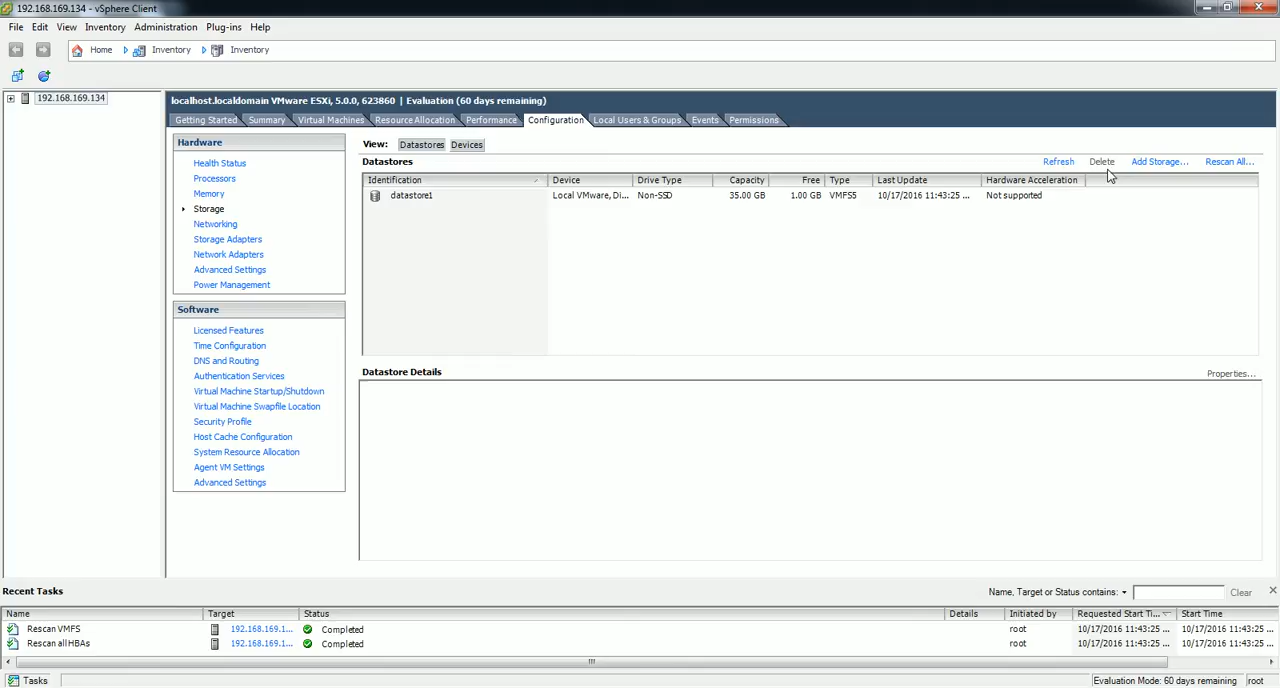 192.168.169.134 - vSphere Client
File Edit View Inventory Administration Plug-ins Help
Home Inventory Inventory
192.168.169.134
localhost.localdomain VMware ESXi, 5.0.0, 623860 | Evaluation (60 days remaining)
Getting Started Summary Virtual Machines Resource Allocation Performance Configuration Local Users & Groups Events Permissions
Hardware
Health Status
Processors
Memory
Storage
Networking
Storage Adapters
Network Adapters
Advanced Settings
Power Management
Software
Licensed Features
Time Configuration
DNS and Routing
Authentication Services
Virtual Machine Startup/Shutdown
Virtual Machine Swapfile Location
Security Profile
Host Cache Configuration
System Resource Allocation
Agent VM Settings
Advanced Settings
View: Datastores Devices
Datastores Refresh Delete Add Storage... Rescan All...
Identification Device Drive Type Capacity Free Type Last Update Hardware Acceleration
datastore1 Local VMware, Di... Non-SSD 35.00 GB 1.00 GB VMFS5 10/17/2016 11:43:25 ... Not supported
Datastore Details Properties...
Recent Tasks Name, Target or Status contains: Clear
Name Target Status Details Initiated by Requested Start Ti... Start Time
Rescan VMFS 192.168.169.1... Completed root 10/17/2016 11:43:25 ... 10/17/2016 11:43:25 ...
Rescan all HBAs 192.168.169.1... Completed root 10/17/2016 11:43:25 ... 10/17/2016 11:43:25 ...
Tasks Evaluation Mode: 60 days remaining root